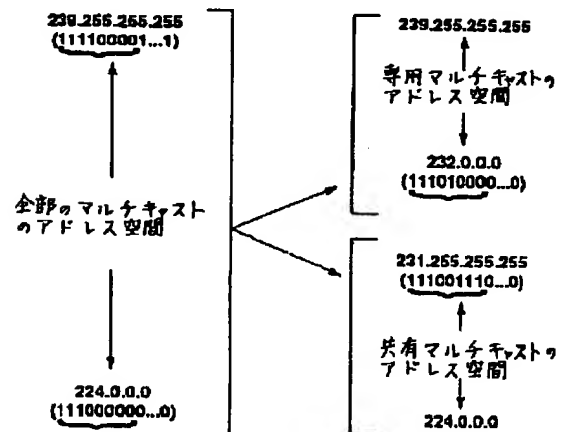 239.255.255.255
(111100001...1)
全部のマルチキャスト
のアドレス空間
224.0.0.0
(111000000...0)
239.255.255.255
専用マルチキャストの
アドレス空間
232.0.0.0
(111010000...0)
231.255.255.255
(111001110...0)
共有マルチキャストの
アドレス空間
224.0.0.0